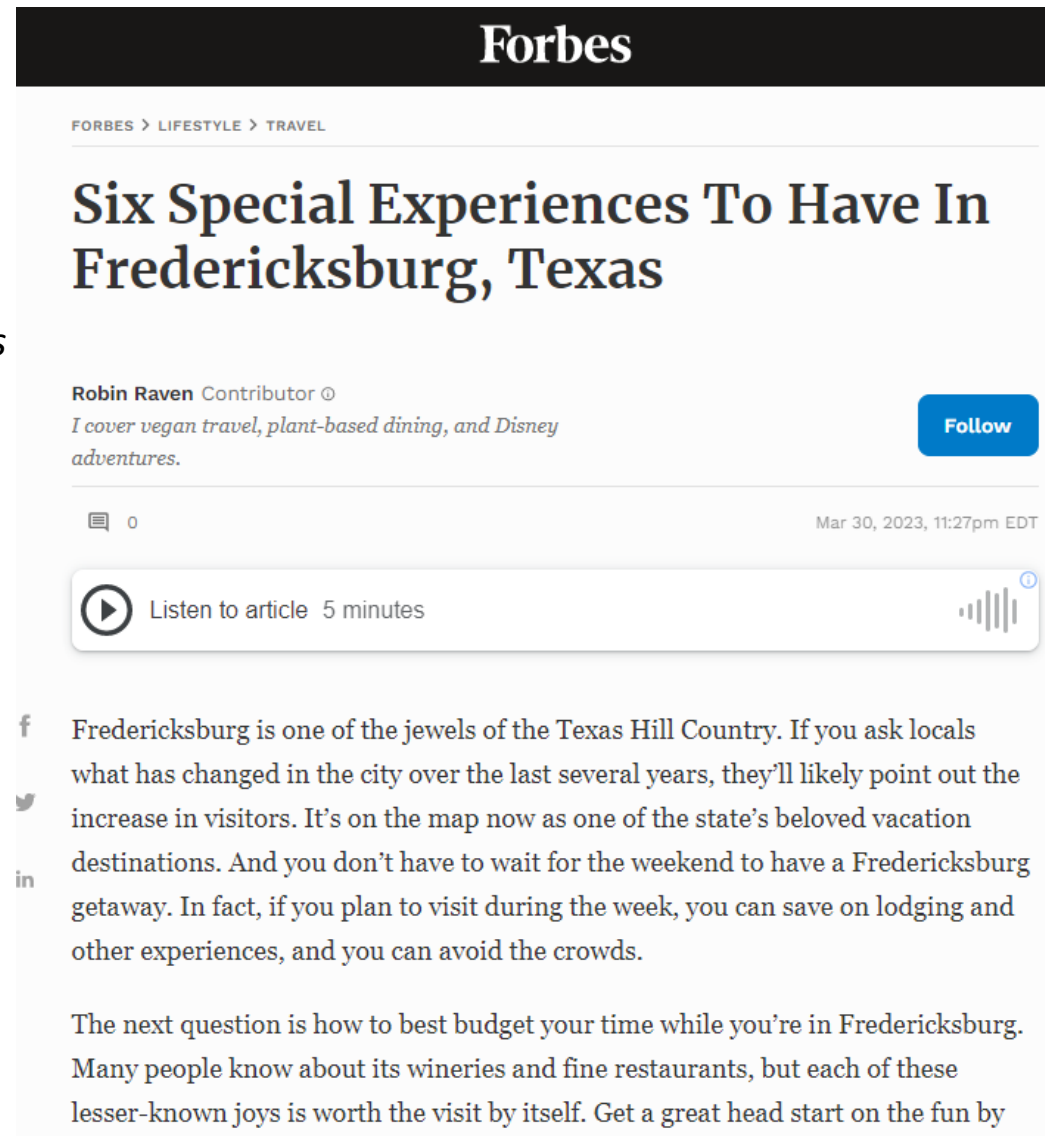 Forbes
FORBES > LIFESTYLE > TRAVEL
Six Special Experiences To Have In
Fredericksburg, Texas
s
Robin Raven Contributor
I cover vegan travel, plant-based dining, and Disney
adventures.
Follow
0
Mar 30, 2023, 11:27pm EDT
Listen to article 5 minutes
f
in
Fredericksburg is one of the jewels of the Texas Hill Country. If you ask locals
what has changed in the city over the last several years, they’ll likely point out the
increase in visitors. It’s on the map now as one of the state’s beloved vacation
destinations. And you don’t have to wait for the weekend to have a Fredericksburg
getaway. In fact, if you plan to visit during the week, you can save on lodging and
other experiences, and you can avoid the crowds.
The next question is how to best budget your time while you’re in Fredericksburg.
Many people know about its wineries and fine restaurants, but each of these
lesser-known joys is worth the visit by itself. Get a great head start on the fun by